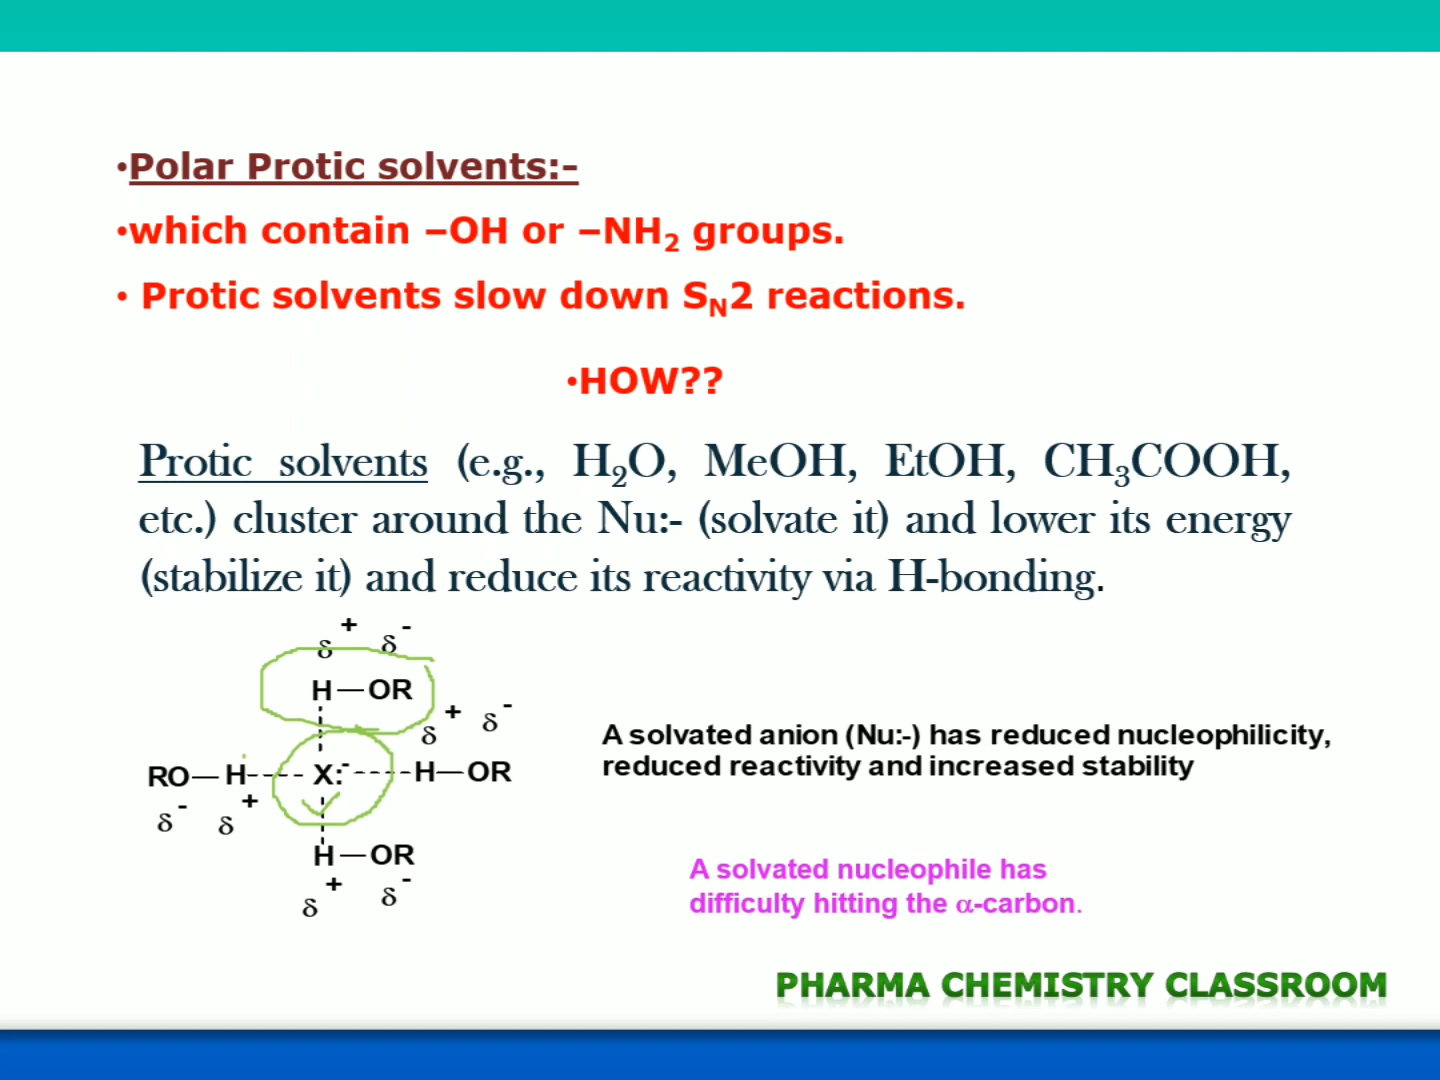 •Polar Protic solvents:-
•which contain –OH or –NH₂ groups.
• Protic solvents slow down S_N2 reactions.
•HOW??
Protic solvents (e.g., H₂O, MeOH, EtOH, CH₃COOH,
etc.) cluster around the Nu:- (solvate it) and lower its energy
(stabilize it) and reduce its reactivity via H-bonding.
δ+ δ-
H—OR
δ+ δ-
RO—H----X:-----H—OR
δ- δ+
H—OR
δ+ δ-
A solvated anion (Nu:-) has reduced nucleophilicity,
reduced reactivity and increased stability
A solvated nucleophile has
difficulty hitting the α-carbon.
PHARMA CHEMISTRY CLASSROOM